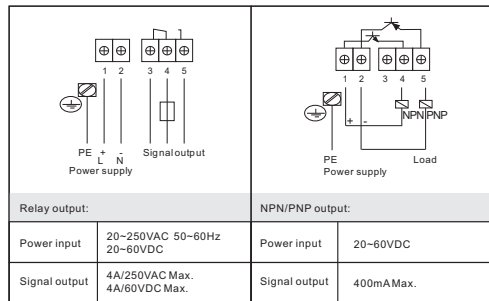 1 2 3 4 5
PE + - Signal output
L N
Power supply
1 2 3 4 5
NPN PNP
+ -
PE Load
Power supply
Relay output:
Power input 20~250VAC 50~60Hz
20~60VDC
Signal output 4A/250VAC Max.
4A/60VDC Max.
NPN/PNP output:
Power input 20~60VDC
Signal output 400mA Max.